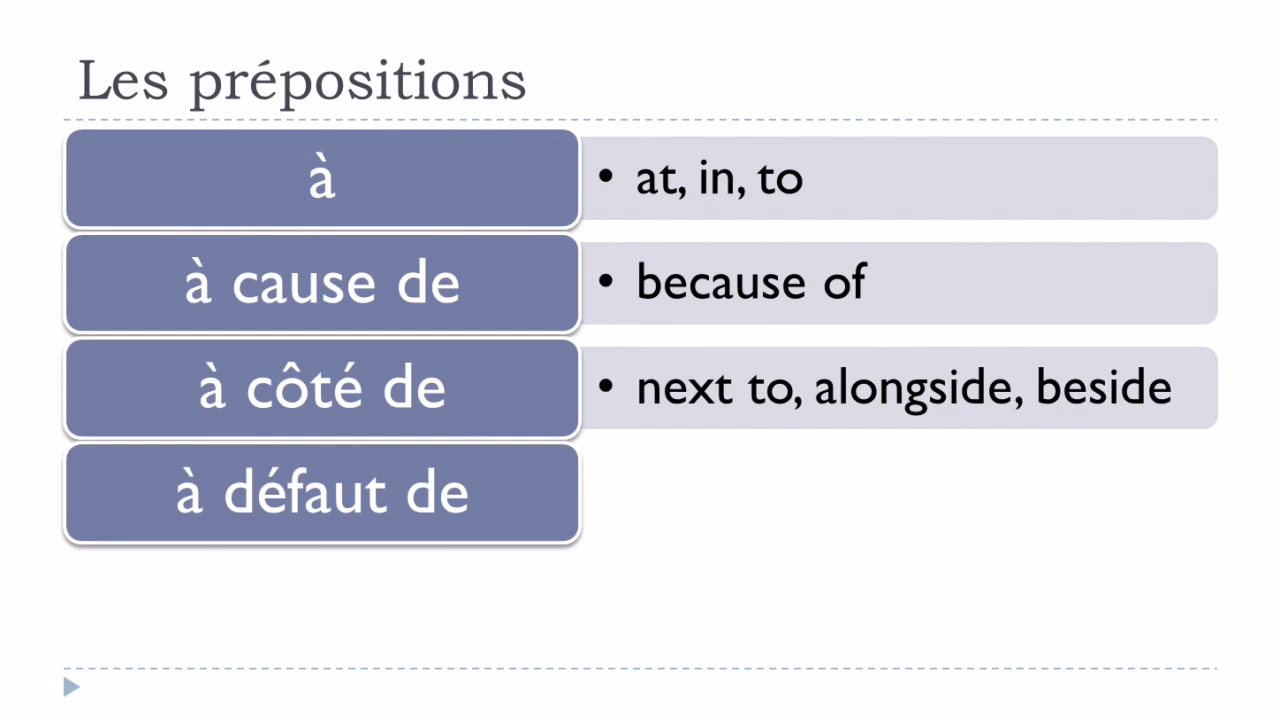 Les prépositions
à
• at, in, to
à cause de
• because of
à côté de
• next to, alongside, beside
à défaut de